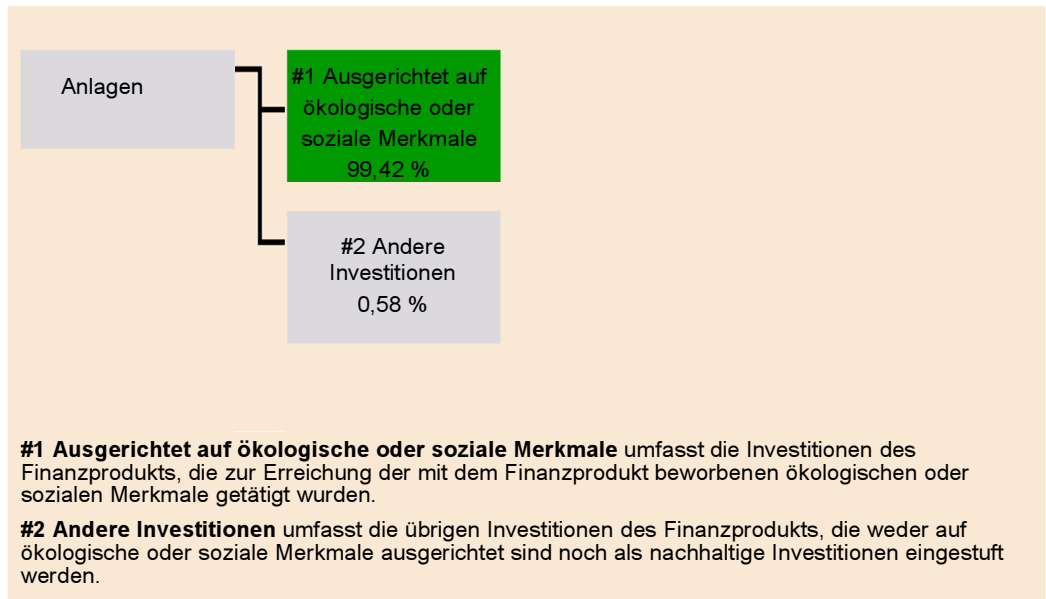 Anlagen
#1 Ausgerichtet auf
ökologische oder
soziale Merkmale
99,42 %
#2 Andere
Investitionen
0,58 %
#1 Ausgerichtet auf ökologische oder soziale Merkmale umfasst die Investitionen des
Finanzprodukts, die zur Erreichung der mit dem Finanzprodukt beworbenen ökologischen oder
sozialen Merkmale getätigt wurden.
#2 Andere Investitionen umfasst die übrigen Investitionen des Finanzprodukts, die weder auf
ökologische oder soziale Merkmale ausgerichtet sind noch als nachhaltige Investitionen eingestuft
werden.